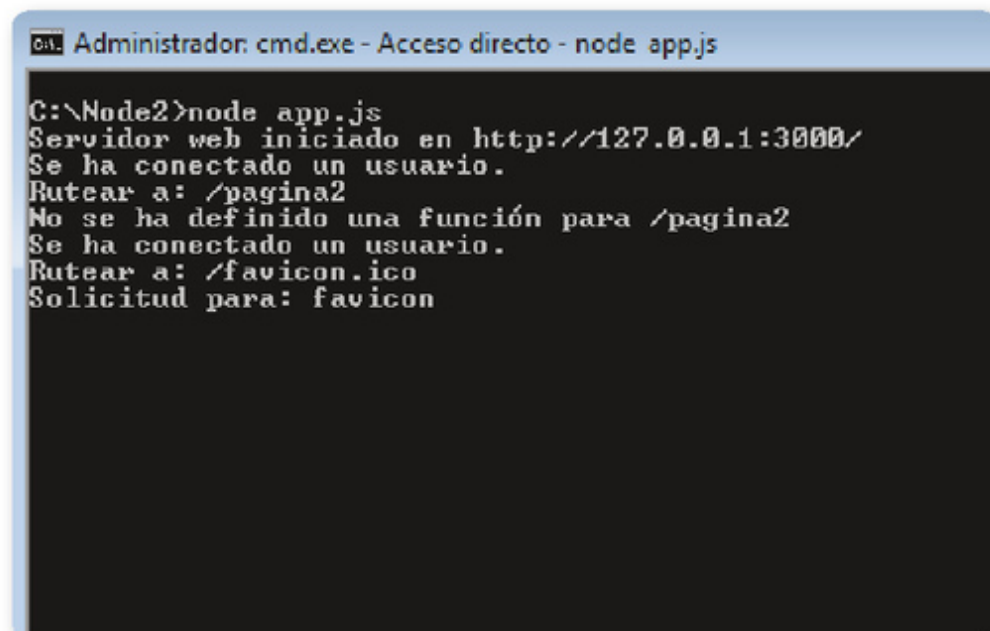 Administrador: cmd.exe - Acceso directo - node app.js
C:\Node2>node app.js
Servidor web iniciado en http://127.0.0.1:3000/
Se ha conectado un usuario.
Rutear a: /pagina2
No se ha definido una función para /pagina2
Se ha conectado un usuario.
Rutear a: /favicon.ico
Solicitud para: favicon